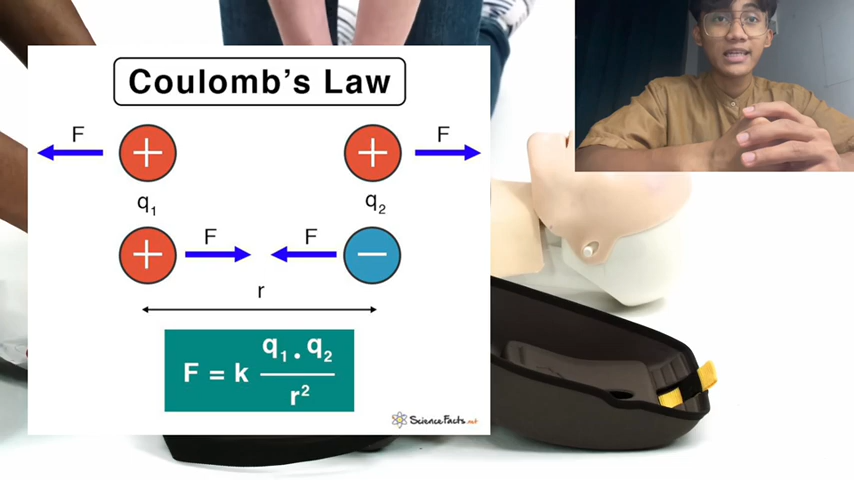 Coulomb's Law
F F
+ +
q1 q2
F F
+ −
r
F = k q1 . q2
r2
ScienceFacts.net